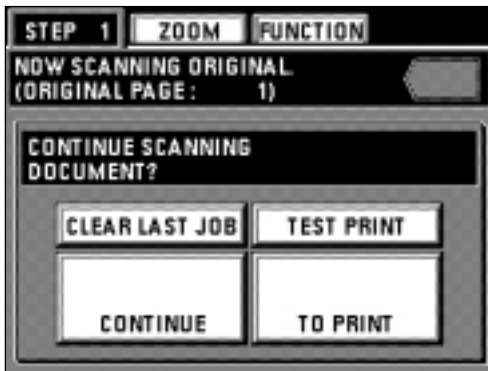 STEP 1 ZOOM FUNCTION
NOW SCANNING ORIGINAL.
(ORIGINAL PAGE : 1)
CONTINUE SCANNING
DOCUMENT?
CLEAR LAST JOB TEST PRINT
CONTINUE TO PRINT